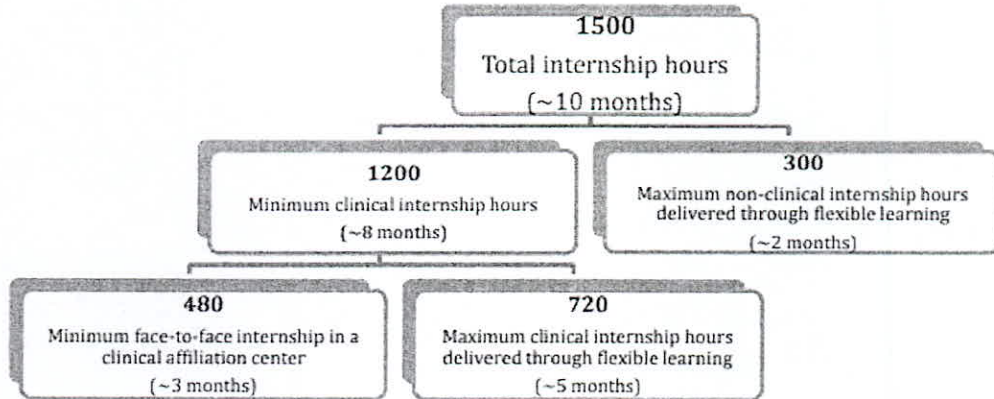 1500
Total internship hours
(~10 months)
1200
Minimum clinical internship hours
(~8 months)
300
Maximum non-clinical internship hours
delivered through flexible learning
(~2 months)
480
Minimum face-to-face internship in a
clinical affiliation center
(~3 months)
720
Maximum clinical internship hours
delivered through flexible learning
(~5 months)